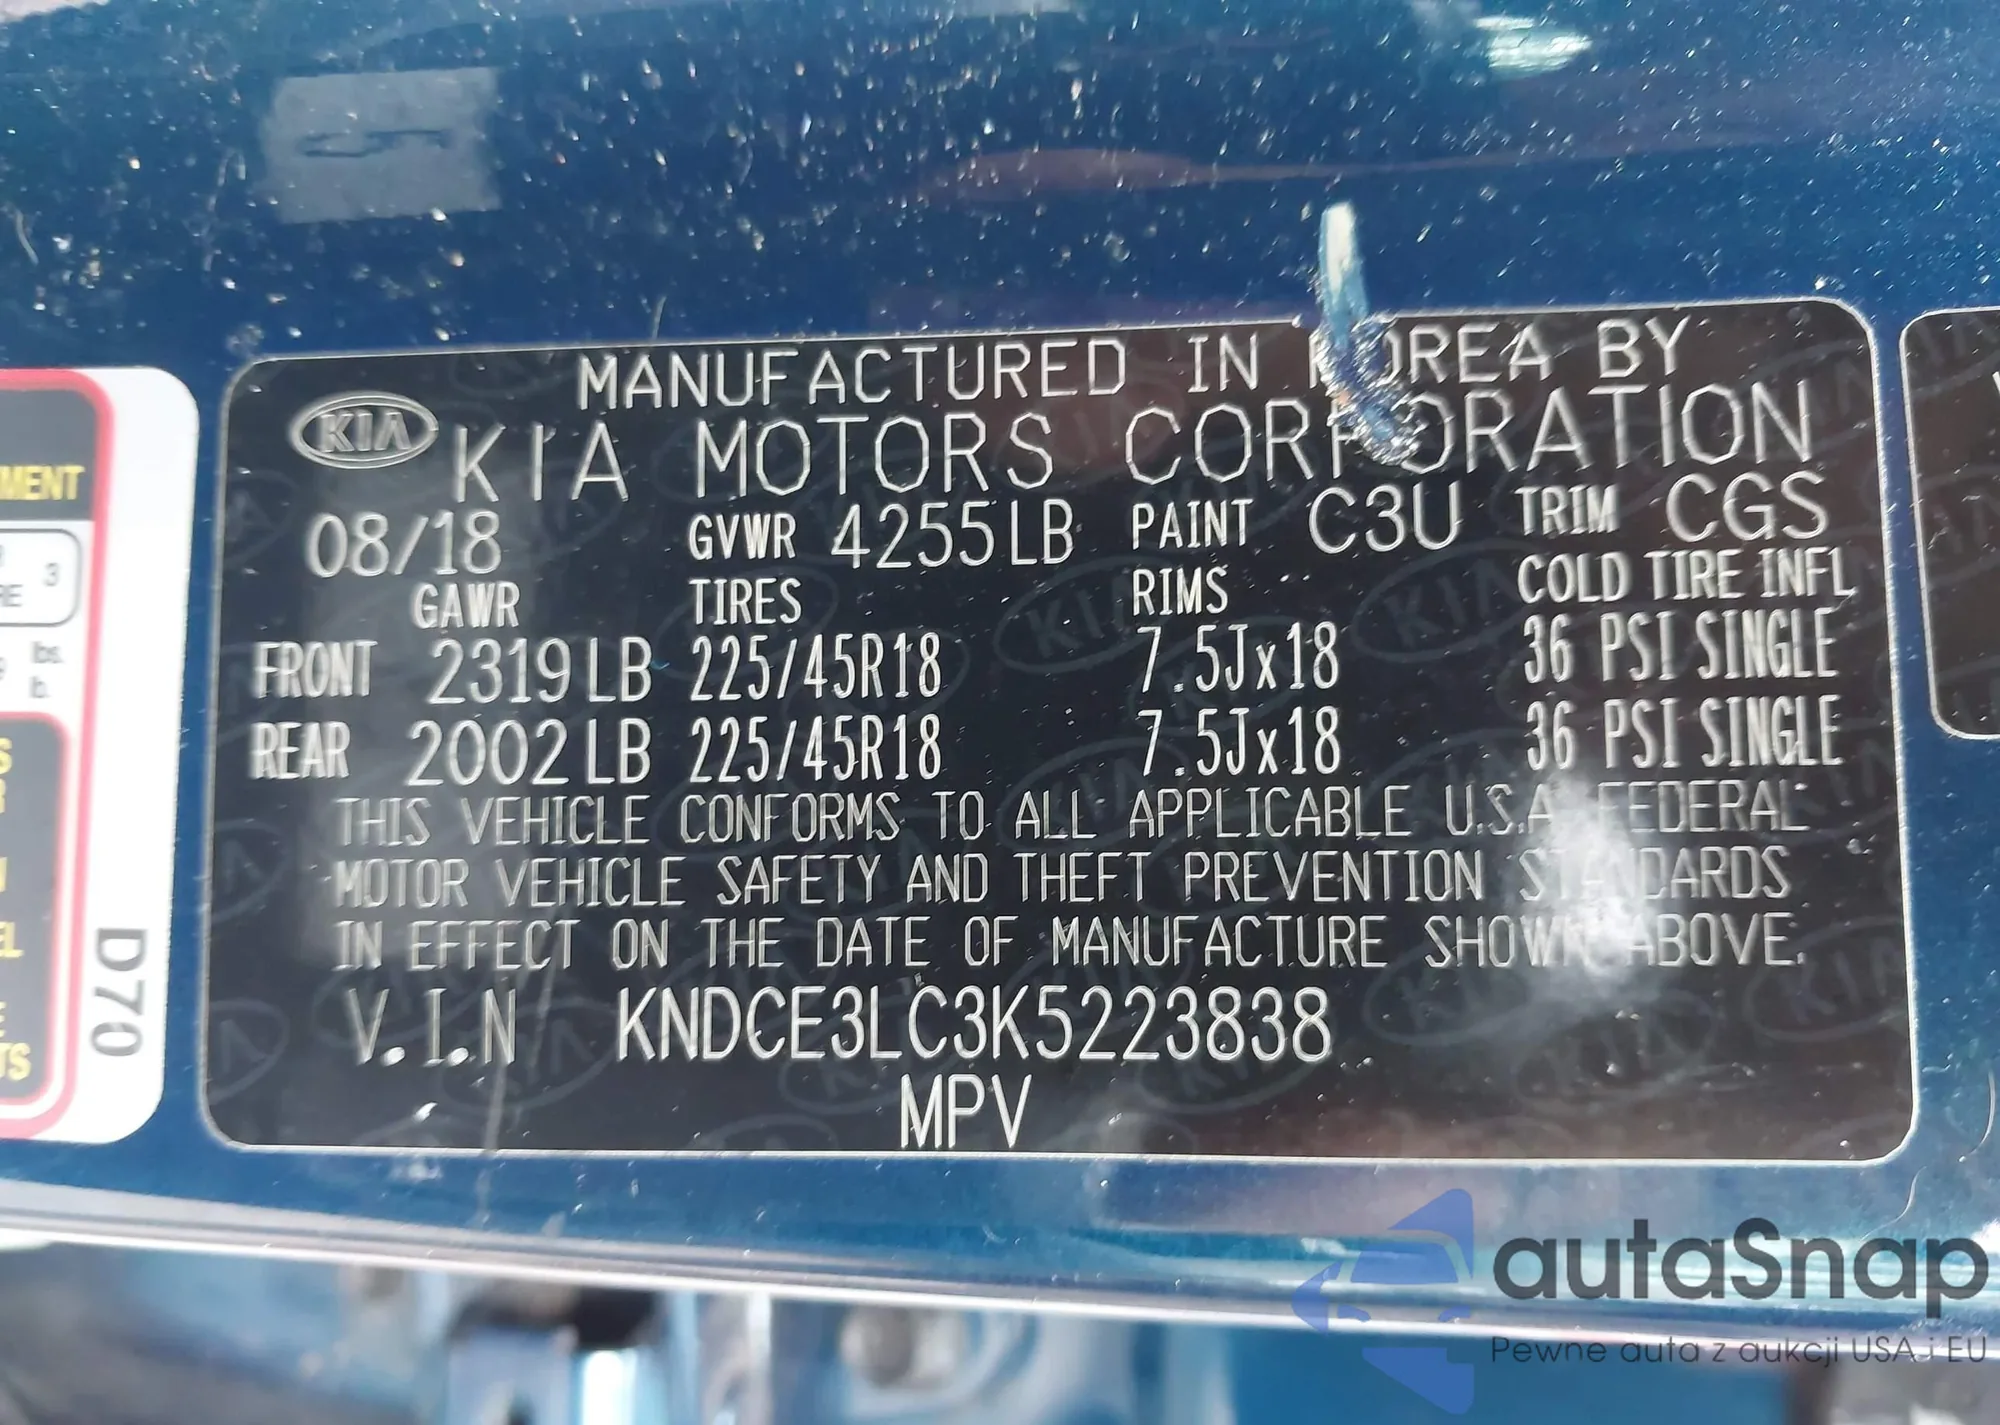 MANUFACTURED IN KOREA BY
KIA KIA MOTORS CORPORATION
08/18 GVWR 4255LB PAINT C3U TRIM CGS
GAWR TIRES RIMS COLD TIRE INFL
FRONT 2319LB 225/45R18 7.5Jx18 36 PSI SINGLE
REAR 2002LB 225/45R18 7.5Jx18 36 PSI SINGLE
THIS VEHICLE CONFORMS TO ALL APPLICABLE U.S.A FEDERAL
MOTOR VEHICLE SAFETY AND THEFT PREVENTION STANDARDS
IN EFFECT ON THE DATE OF MANUFACTURE SHOWN ABOVE.
V.I.N KNDCE3LC3K5223838
MPV
D70
3
lbs.
autaSnap
Pewne auta z aukcji USA i EU